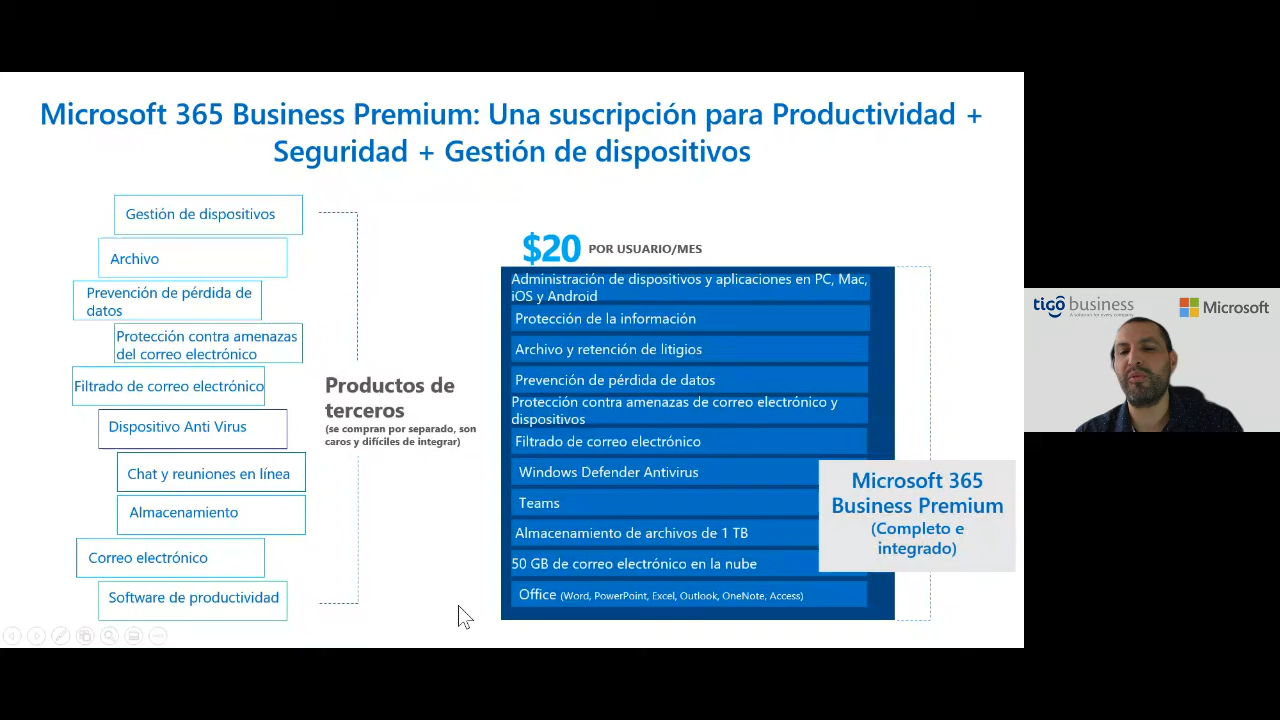 Microsoft 365 Business Premium: Una suscripción para Productividad +
Seguridad + Gestión de dispositivos
Gestión de dispositivos
Archivo
Prevención de pérdida de
datos
Protección contra amenazas
del correo electrónico
Filtrado de correo electrónico
Dispositivo Anti Virus
Chat y reuniones en línea
Almacenamiento
Correo electrónico
Software de productividad
Productos de
terceros
(se compran por separado, son
caros y difíciles de integrar)
$20 POR USUARIO/MES
Administración de dispositivos y aplicaciones en PC, Mac,
iOS y Android
Protección de la información
Archivo y retención de litigios
Prevención de pérdida de datos
Protección contra amenazas de correo electrónico y
dispositivos
Filtrado de correo electrónico
Windows Defender Antivirus
Teams
Almacenamiento de archivos de 1 TB
50 GB de correo electrónico en la nube
Office (Word, PowerPoint, Excel, Outlook, OneNote, Access)
Microsoft 365
Business Premium
(Completo e
integrado)
tigo business
A solution for every company
Microsoft